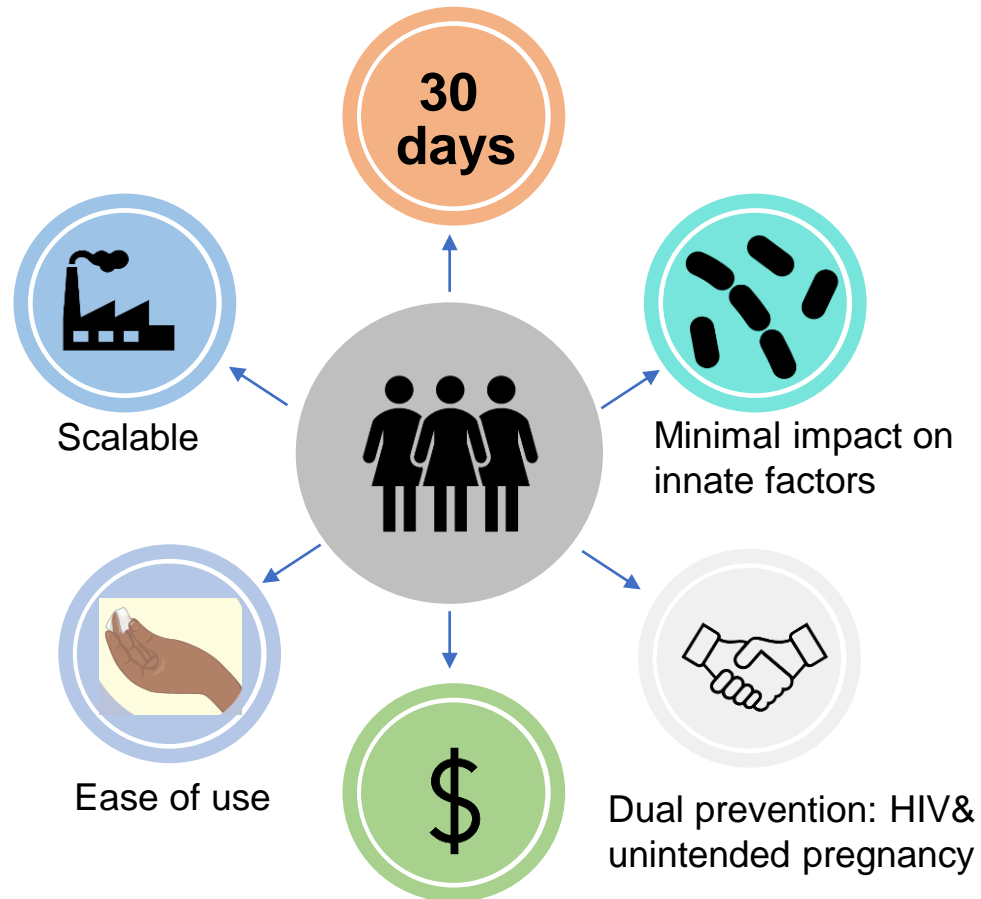 30
days
Scalable
Minimal impact on
innate factors
Ease of use
$
Dual prevention: HIV&
unintended pregnancy